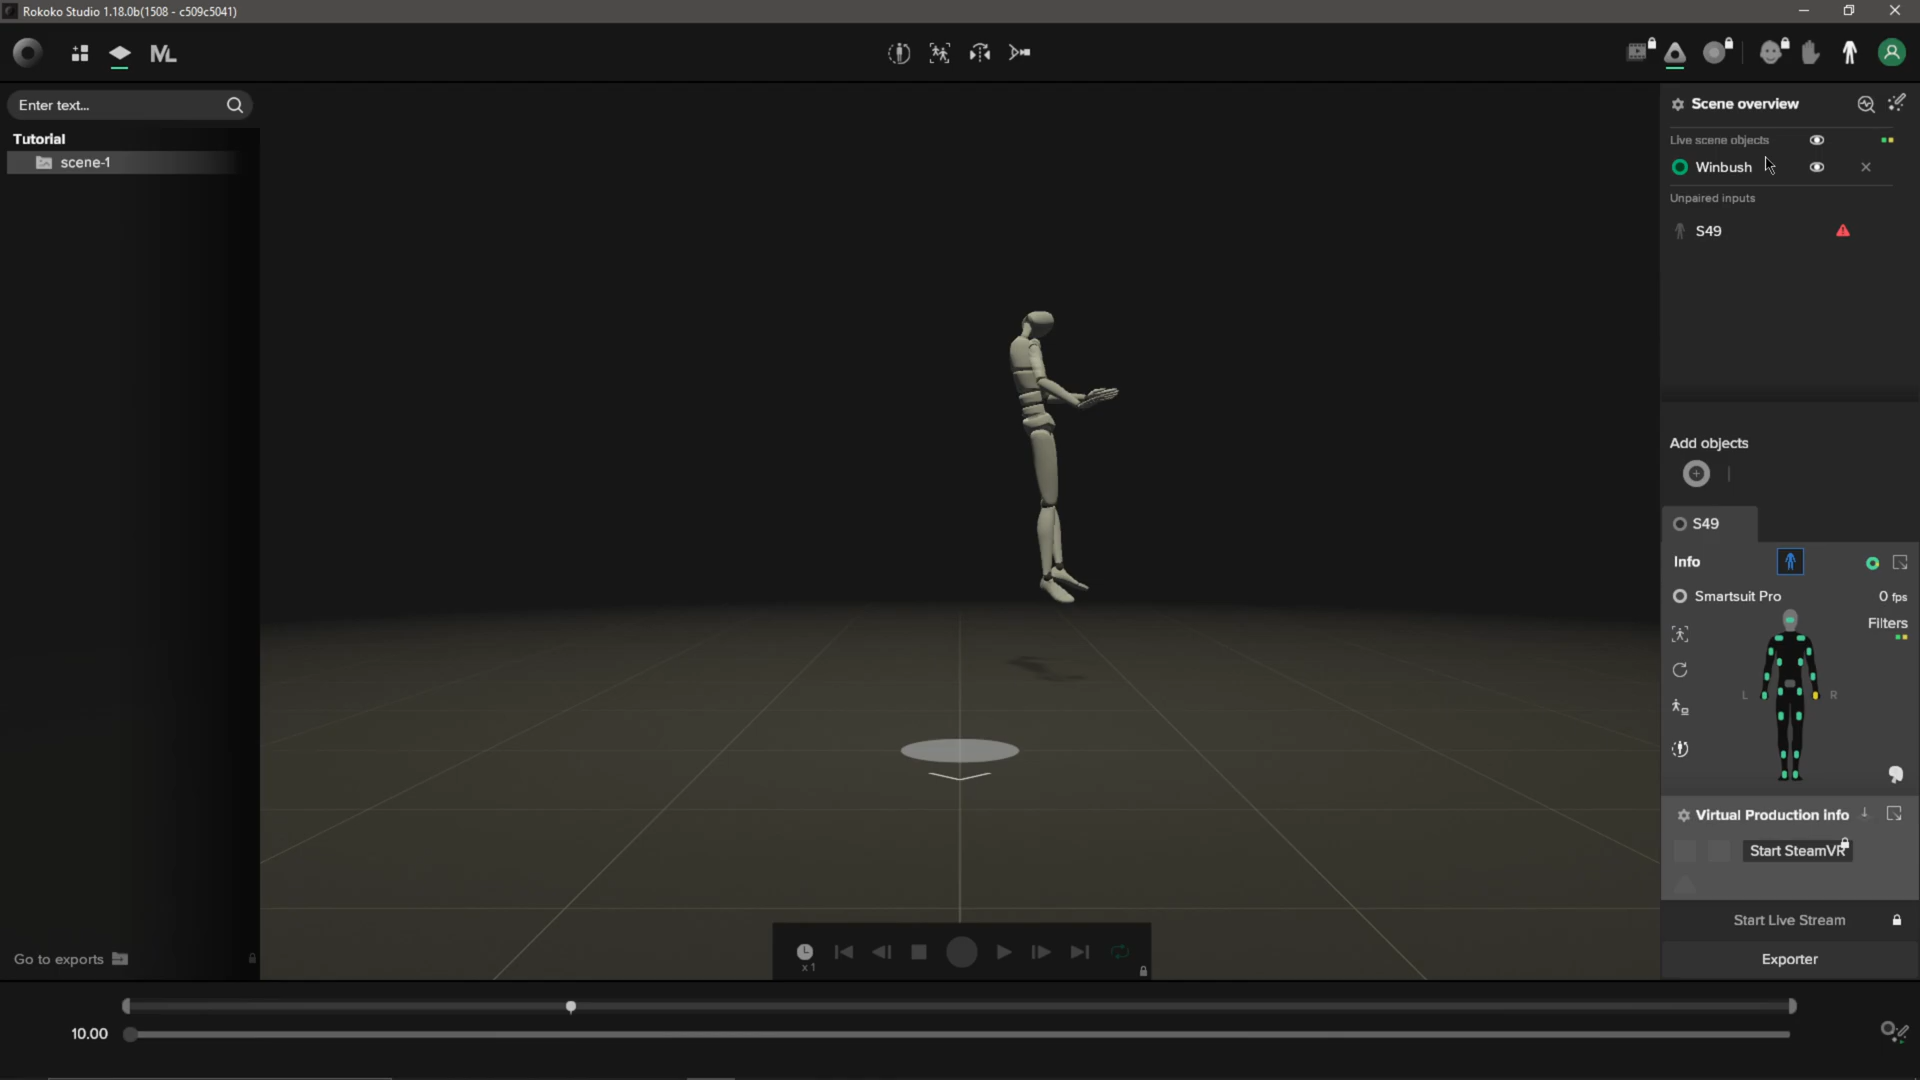 Rokoko Studio 1.18.0b(1508 - c509c5041)
ML
Enter text...
Tutorial
scene-1
Go to exports
Scene overview
Live scene objects
Winbush
Unpaired inputs
S49
Add objects
S49
Info
Smartsuit Pro
0 fps
Filters
L
R
Virtual Production info
Start SteamVR
Start Live Stream
Exporter
x1
10.00